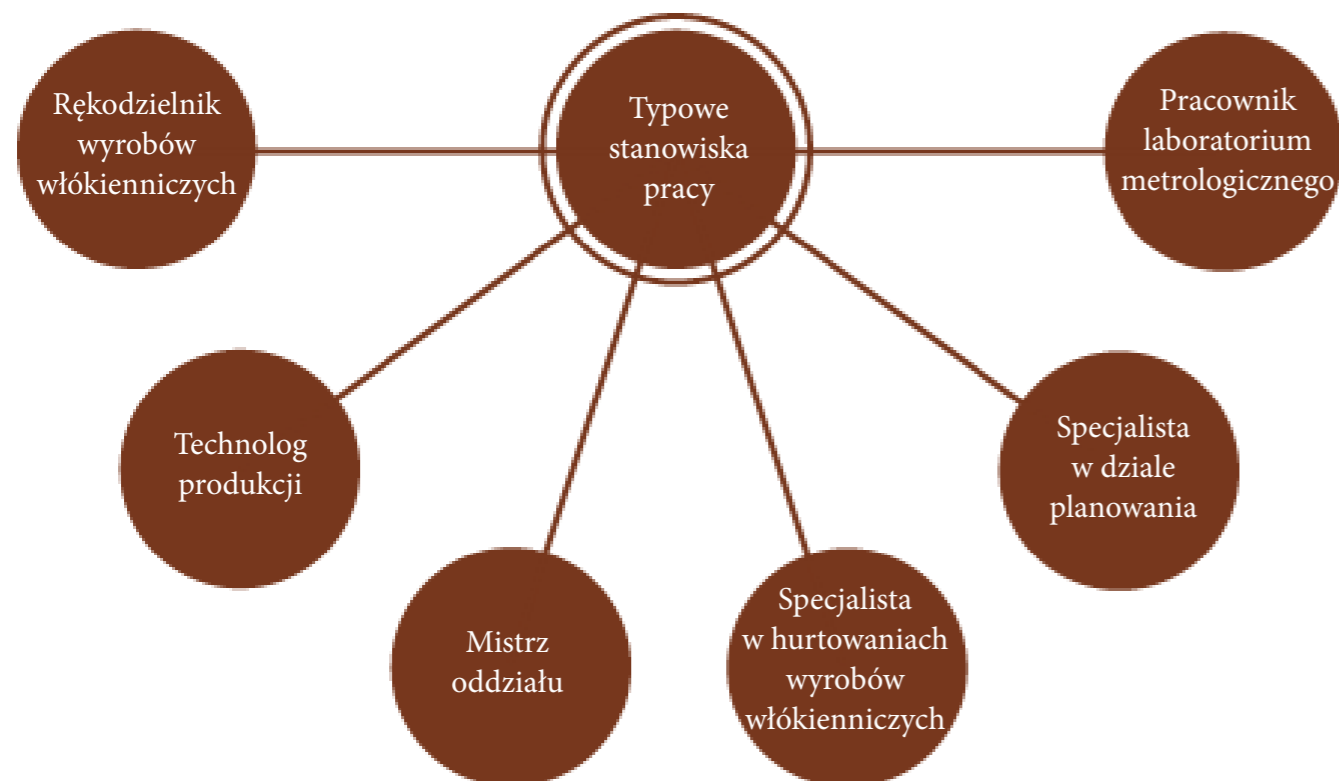 Rękodzielnik
wyrobów
włókienniczych
Typowe
stanowiska
pracy
Pracownik
laboratorium
metrologicznego
Technolog
produkcji
Specjalista
w dziale
planowania
Mistrz
oddziału
Specjalista
w hurtowaniach
wyrobów
włókienniczych